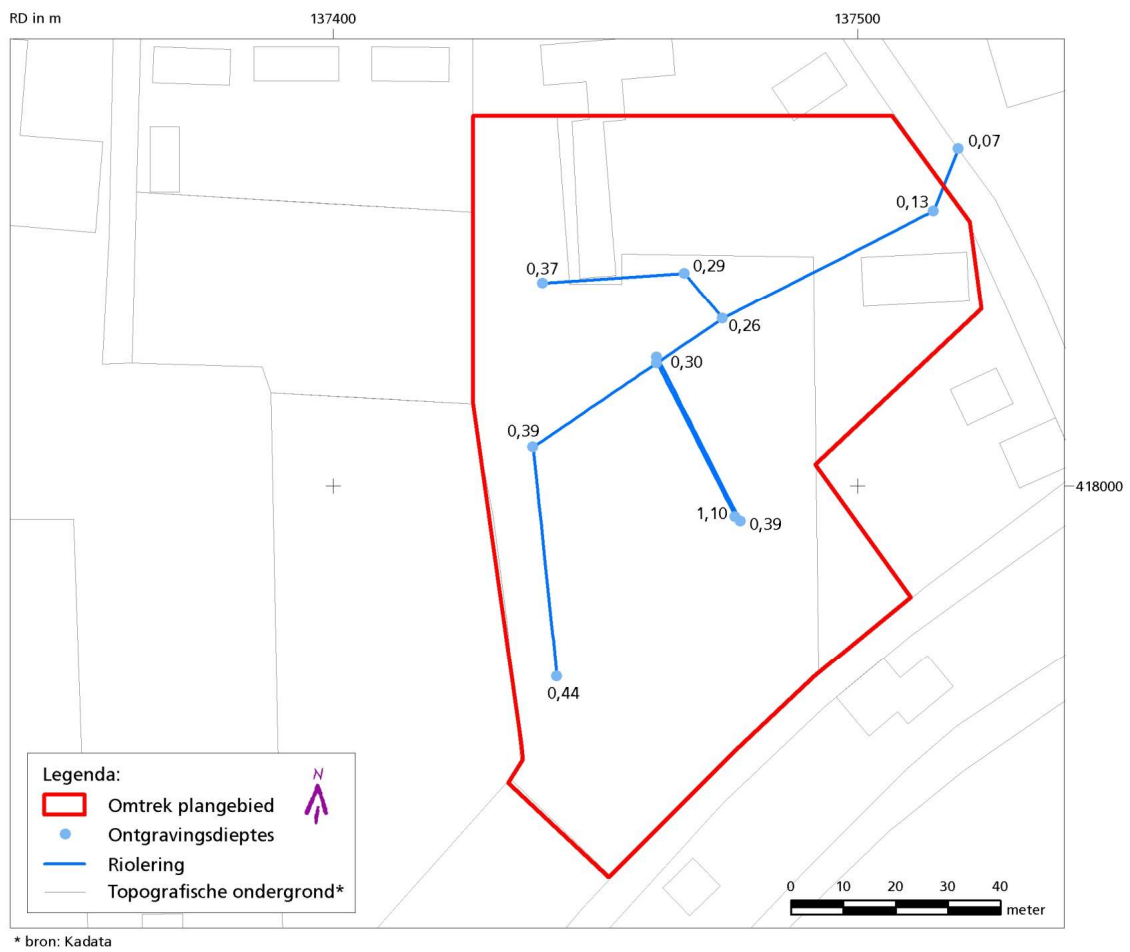 RD in m
137400
137500
0,07
0,13
0,37
0,29
0,26
0,30
0,39
418000
1,10
0,39
0,44
Legenda:
N
Omtrek plangebied
Ontgravingsdieptes
Riolering
Topografische ondergrond*
0 10 20 30 40
meter
* bron: Kadata